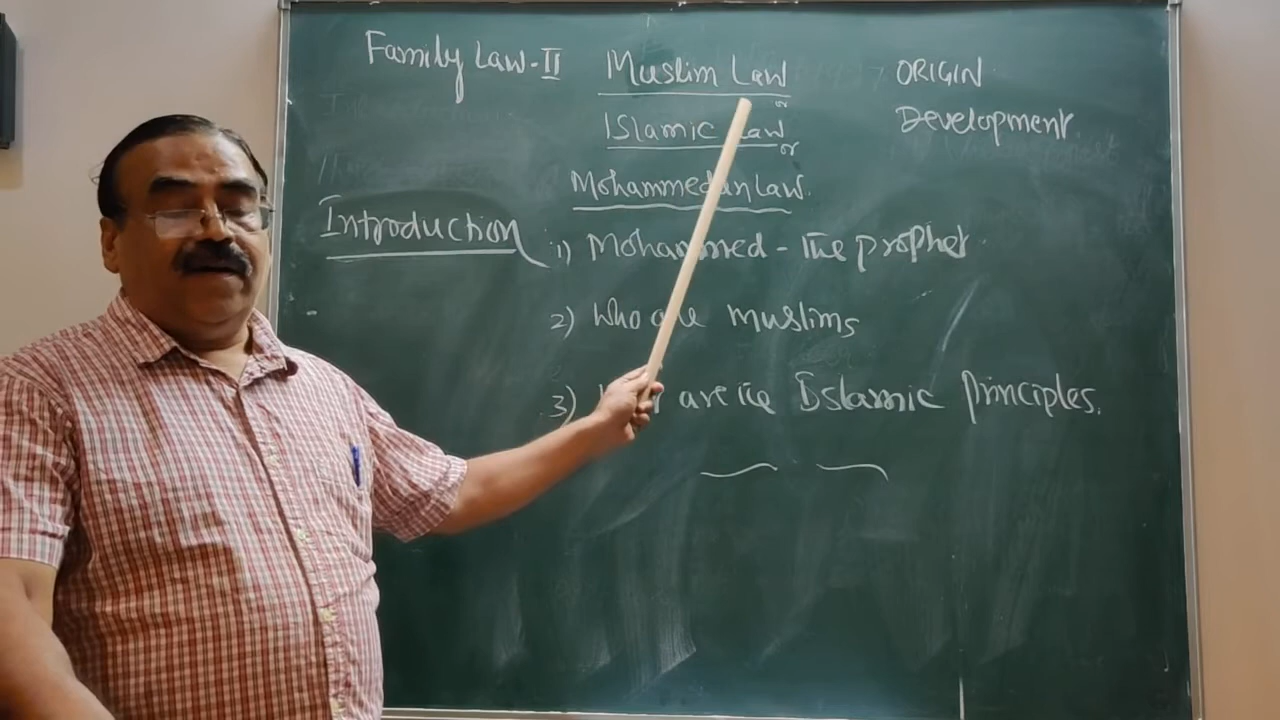 Family Law-II
Muslim Law
or
Islamic Law
or
Mohammedan Law.
ORIGIN
Development
Introduction
1) Mohammed - The prophet
2) Who are muslims
3) are the Islamic principles.